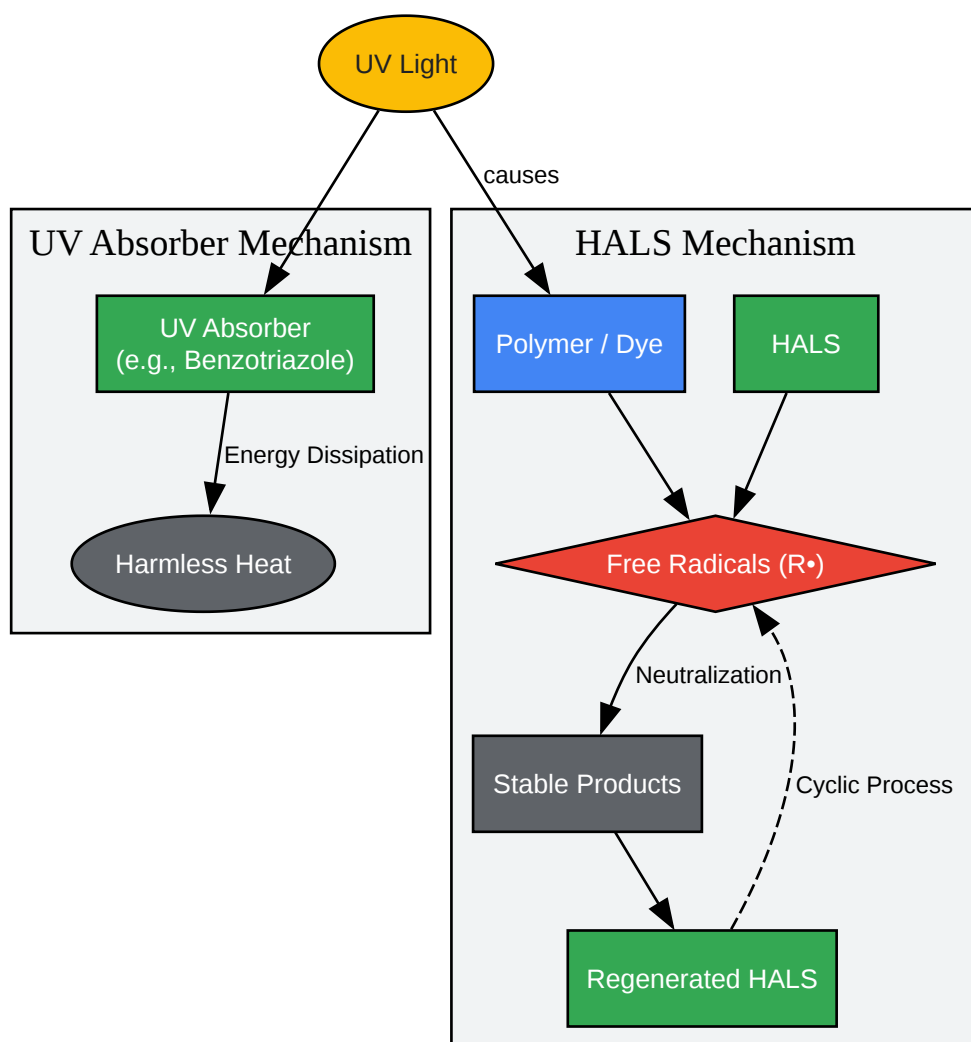 UV Light
causes
UV Absorber Mechanism
HALS Mechanism
UV Absorber
(e.g., Benzotriazole)
Polymer / Dye
HALS
Energy Dissipation
Harmless Heat
Free Radicals (R•)
Neutralization
Stable Products
Cyclic Process
Regenerated HALS